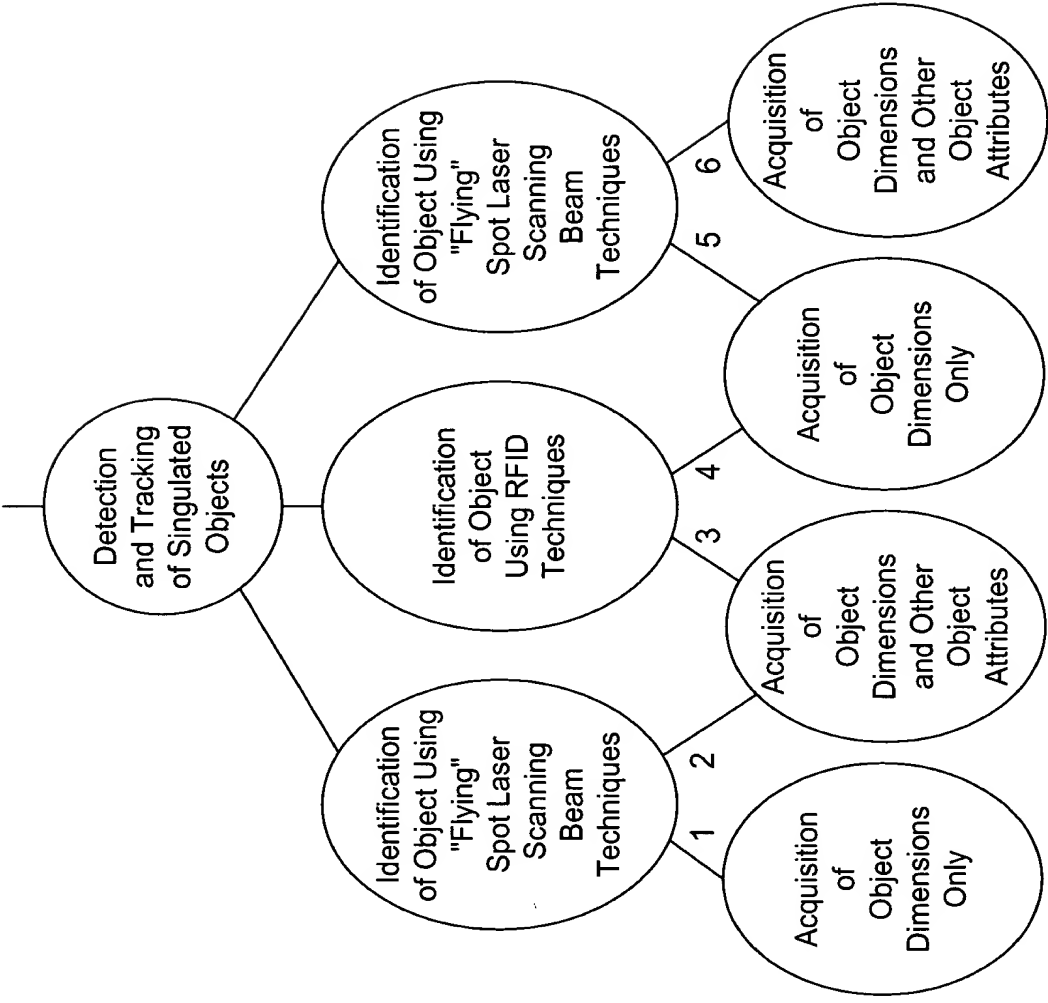 Detection
and Tracking
of Singulated
Objects
Identification
of Object Using
"Flying"
Spot Laser
Scanning
Beam
Techniques
Identification
of Object
Using RFID
Techniques
Identification
of Object Using
"Flying"
Spot Laser
Scanning
Beam
Techniques
1
2
3
4
5
6
Acquisition
of
Object
Dimensions
Only
Acquisition
of
Object
Dimensions
and Other
Object
Attributes
Acquisition
of
Object
Dimensions
Only
Acquisition
of
Object
Dimensions
and Other
Object
Attributes